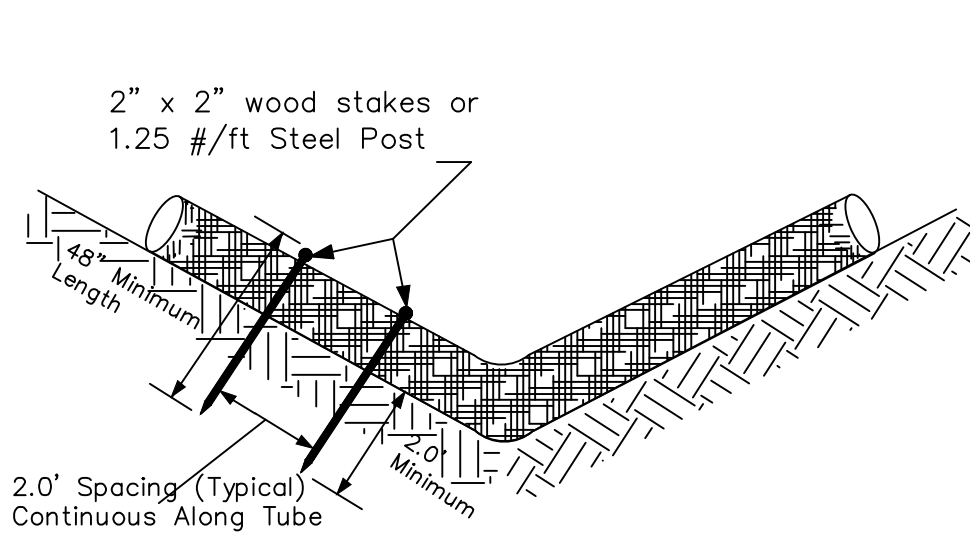 2” x 2” wood stakes or
1.25 #/ft Steel Post
48” Minimum
Length
2.0’
Minimum
2.0’ Spacing (Typical)
Continuous Along Tube